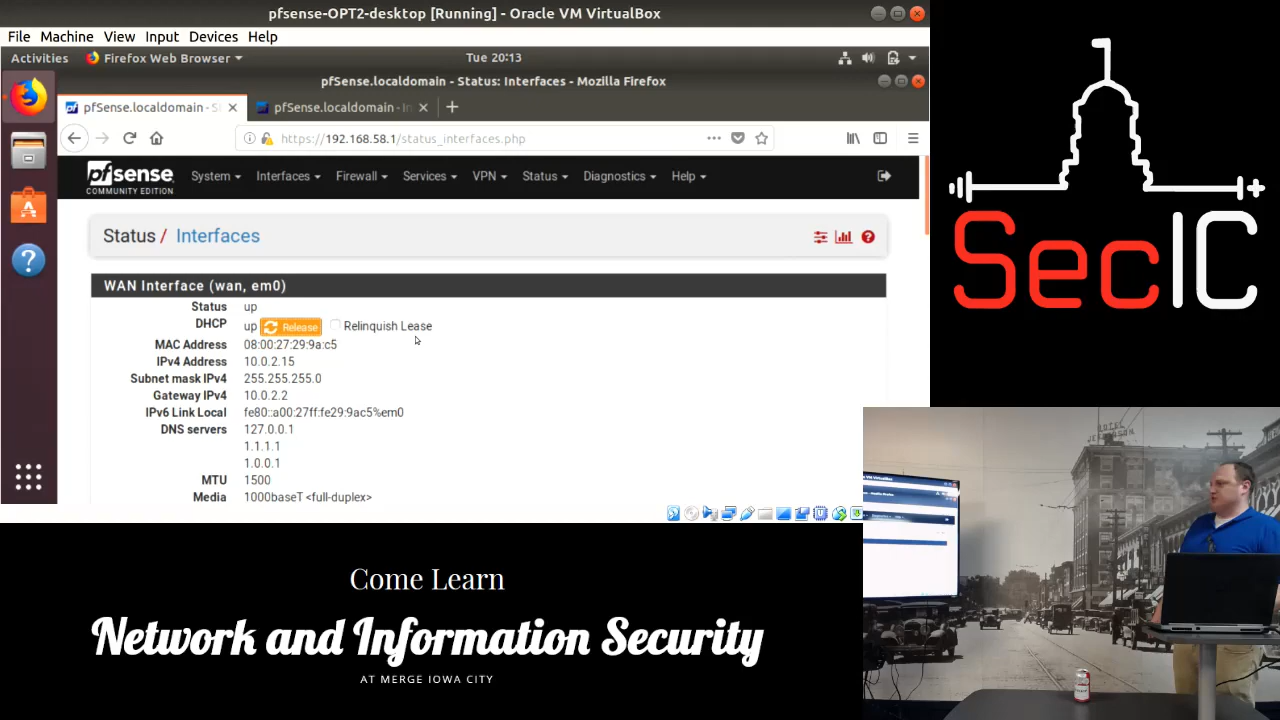 pfsense-OPT2-desktop [Running] - Oracle VM VirtualBox
File Machine View Input Devices Help
Activities Firefox Web Browser Tue 20:13
pfSense.localdomain - Status: Interfaces - Mozilla Firefox
pfSense.localdomain - S pfSense.localdomain - In
https://192.168.58.1/status_interfaces.php
pfsense
COMMUNITY EDITION
System Interfaces Firewall Services VPN Status Diagnostics Help
Status / Interfaces
WAN Interface (wan, em0)
Status up
DHCP up Release Relinquish Lease
MAC Address 08:00:27:29:9a:c5
IPv4 Address 10.0.2.15
Subnet mask IPv4 255.255.255.0
Gateway IPv4 10.0.2.2
IPv6 Link Local fe80::a00:27ff:fe29:9ac5%em0
DNS servers 127.0.0.1
1.1.1.1
1.0.0.1
MTU 1500
Media 1000baseT <full-duplex>
SecIC
HOTEL
JEFFERSON
Come Learn
Network and Information Security
AT MERGE IOWA CITY